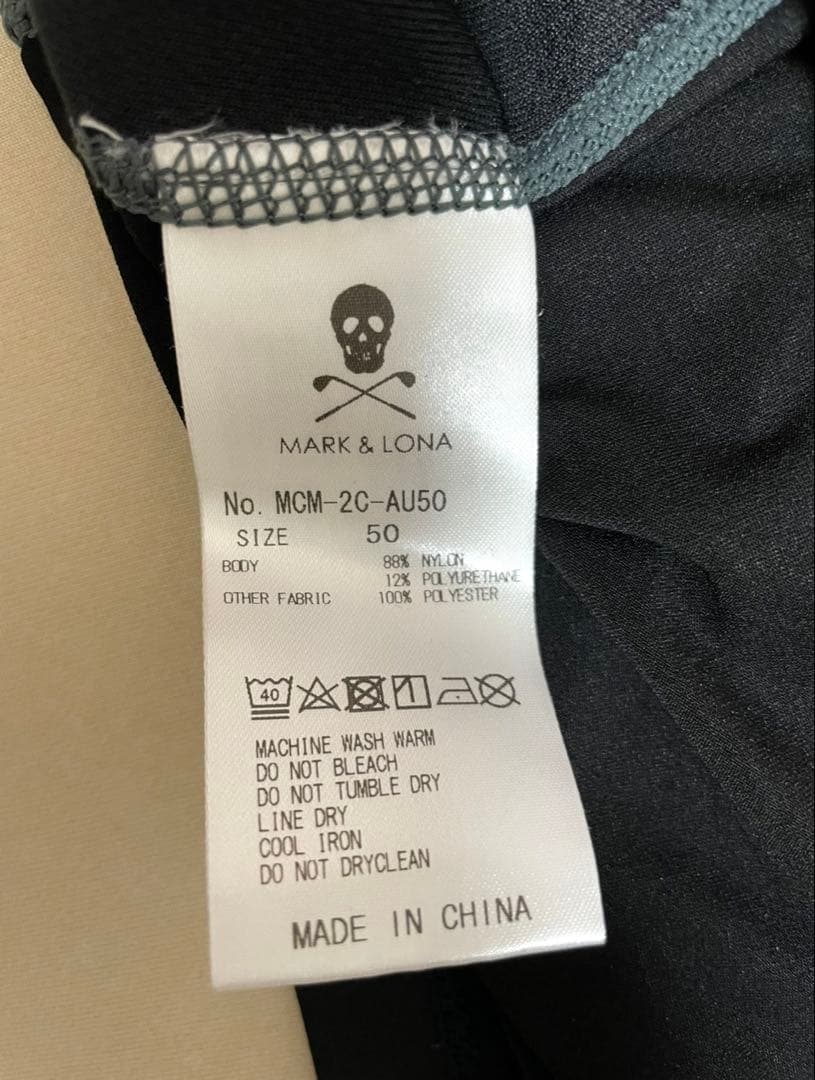 MARK & LONA
No. MCM-2C-AU50
SIZE 50
BODY 88% NYLON
12% POLYURETHANE
OTHER FABRIC 100% POLYESTER
40
MACHINE WASH WARM
DO NOT BLEACH
DO NOT TUMBLE DRY
LINE DRY
COOL IRON
DO NOT DRYCLEAN
MADE IN CHINA